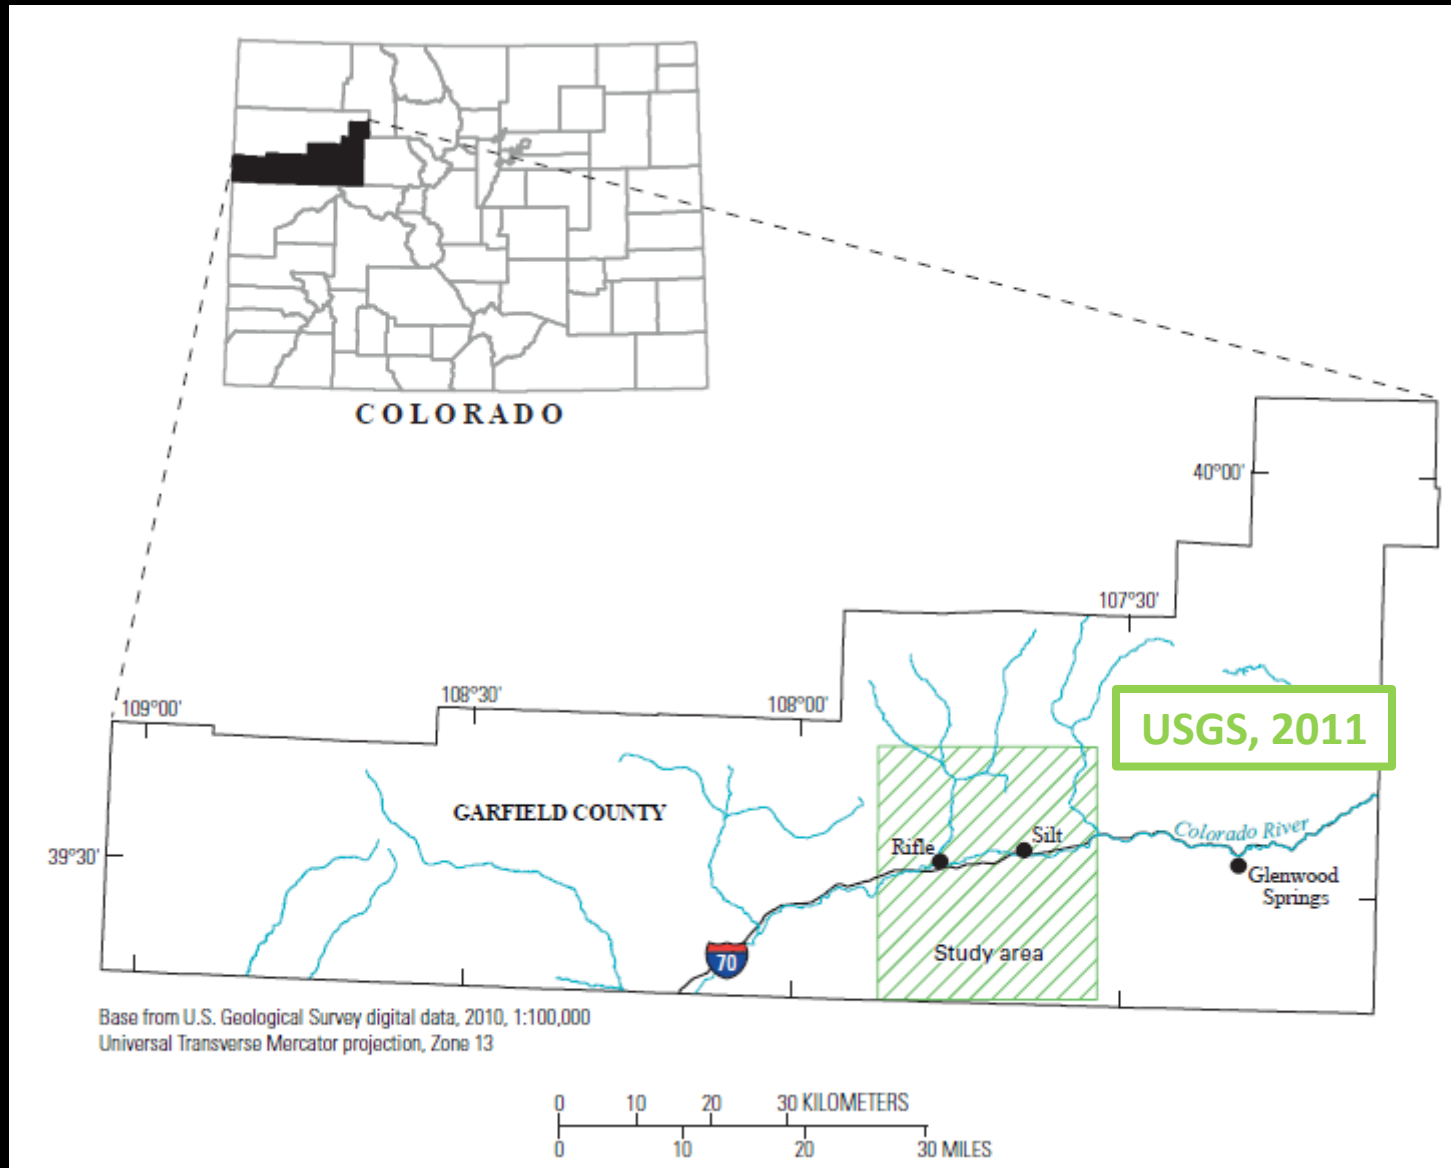 COLORADO
40°00'
107°30'
109°00'
108°30'
108°00'
USGS, 2011
GARFIELD COUNTY
39°30'
Rifle
Silt
Colorado River
Glenwood
Springs
Study area
70
Base from U.S. Geological Survey digital data, 2010, 1:100,000
Universal Transverse Mercator projection, Zone 13
0 10 20 30 KILOMETERS
0 10 20 30 MILES